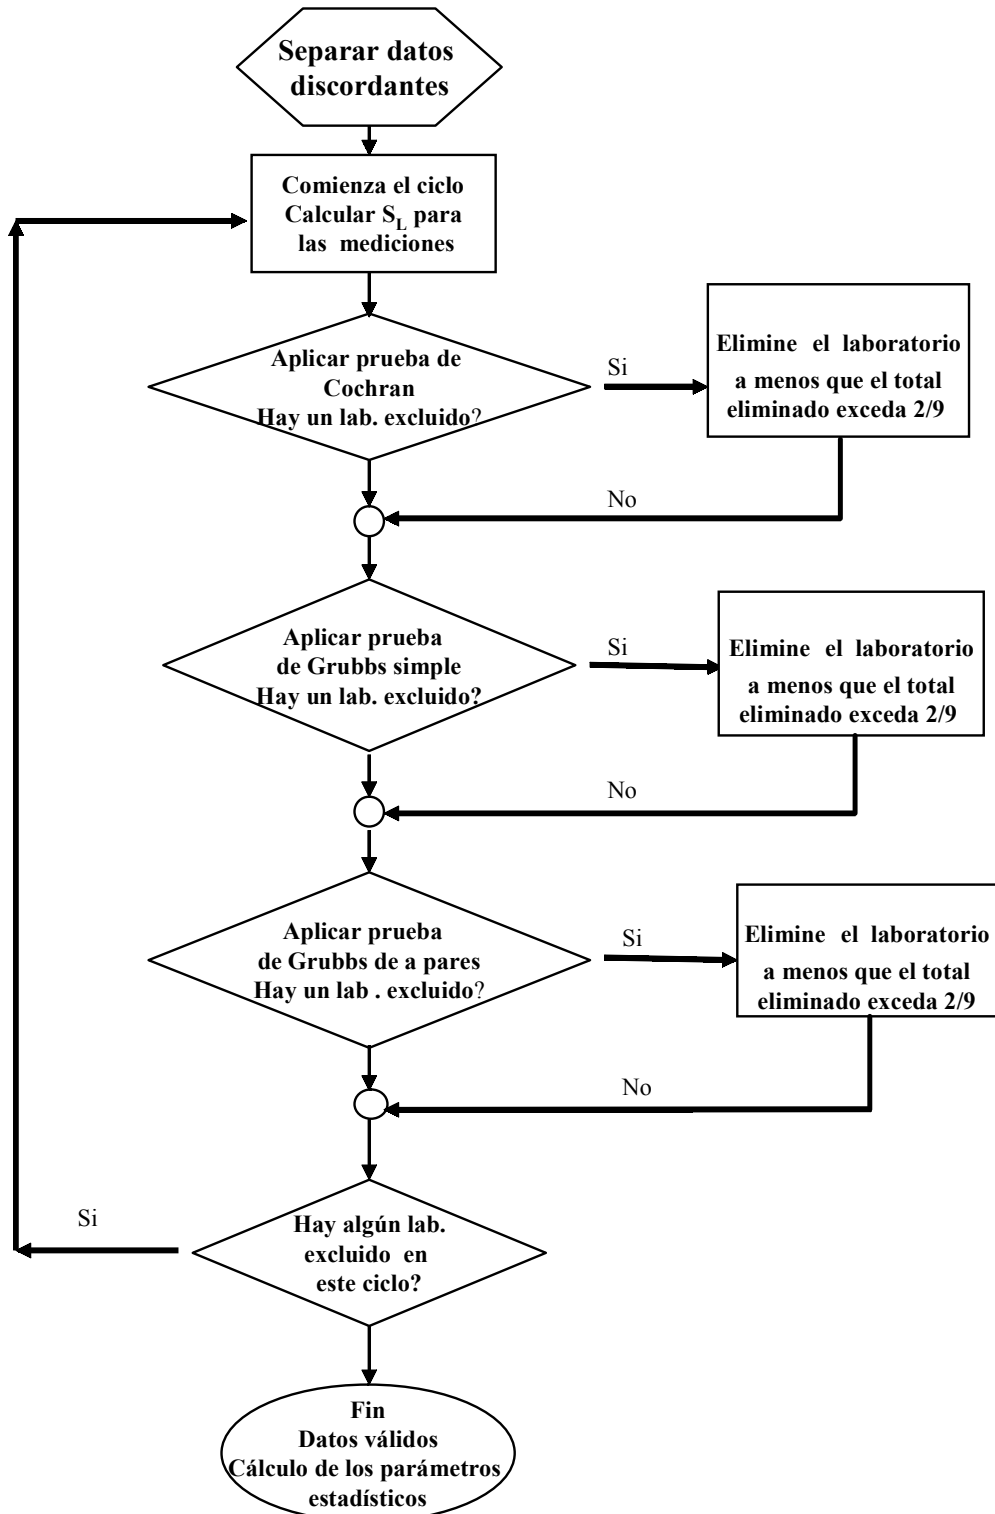 Separar datos
discordantes
Comienza el ciclo
Calcular S_L para
las mediciones
Aplicar prueba de
Cochran
Hay un lab. excluido?
Si
Elimine el laboratorio
a menos que el total
eliminado exceda 2/9
No
Aplicar prueba
de Grubbs simple
Hay un lab. excluido?
Si
Elimine el laboratorio
a menos que el total
eliminado exceda 2/9
No
Aplicar prueba
de Grubbs de a pares
Hay un lab . excluido?
Si
Elimine el laboratorio
a menos que el total
eliminado exceda 2/9
No
Si
Hay algún lab.
excluido en
este ciclo?
Fin
Datos válidos
Cálculo de los parámetros
estadísticos